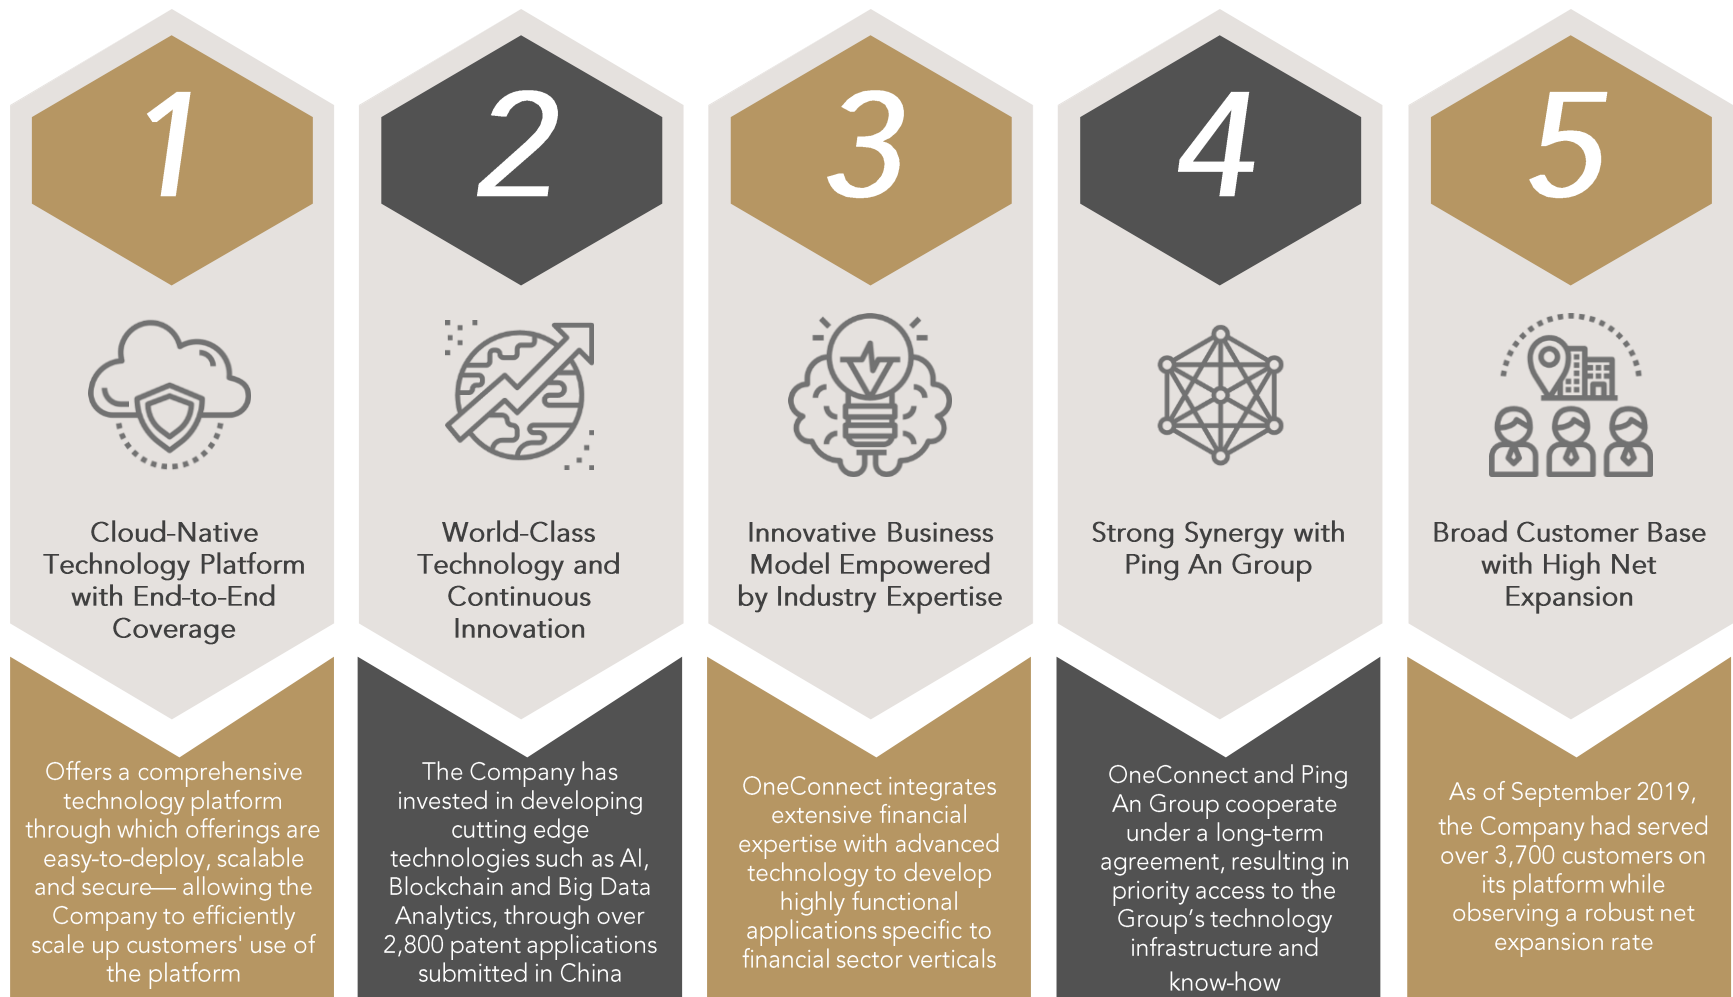 1
Cloud-Native
Technology Platform
with End-to-End
Coverage
Offers a comprehensive
technology platform
through which offerings are
easy-to-deploy, scalable
and secure— allowing the
Company to efficiently
scale up customers' use of
the platform
2
World-Class
Technology and
Continuous
Innovation
The Company has
invested in developing
cutting edge
technologies such as AI,
Blockchain and Big Data
Analytics, through over
2,800 patent applications
submitted in China
3
Innovative Business
Model Empowered
by Industry Expertise
OneConnect integrates
extensive financial
expertise with advanced
technology to develop
highly functional
applications specific to
financial sector verticals
4
Strong Synergy with
Ping An Group
OneConnect and Ping
An Group cooperate
under a long-term
agreement, resulting in
priority access to the
Group’s technology
infrastructure and
know-how
5
Broad Customer Base
with High Net
Expansion
As of September 2019,
the Company had served
over 3,700 customers on
its platform while
observing a robust net
expansion rate